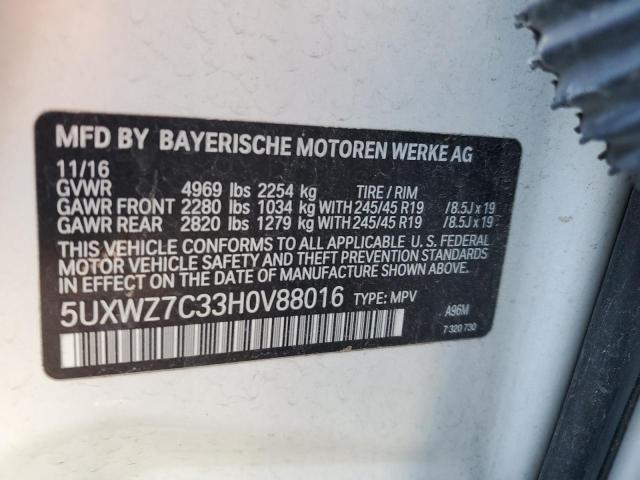 MFD BY BAYERISCHE MOTOREN WERKE AG
11/16
GVWR 4969 lbs 2254 kg TIRE / RIM
GAWR FRONT 2280 lbs 1034 kg WITH 245/45 R19 /8.5J x 19
GAWR REAR 2820 lbs 1279 kg WITH 245/45 R19 /8.5J x 19
THIS VEHICLE CONFORMS TO ALL APPLICABLE U. S. FEDERAL
MOTOR VEHICLE SAFETY AND THEFT PREVENTION STANDARDS
IN EFFECT ON THE DATE OF MANUFACTURE SHOWN ABOVE.
5UXWZ7C33H0V88016 TYPE: MPV A96M
7 320 730